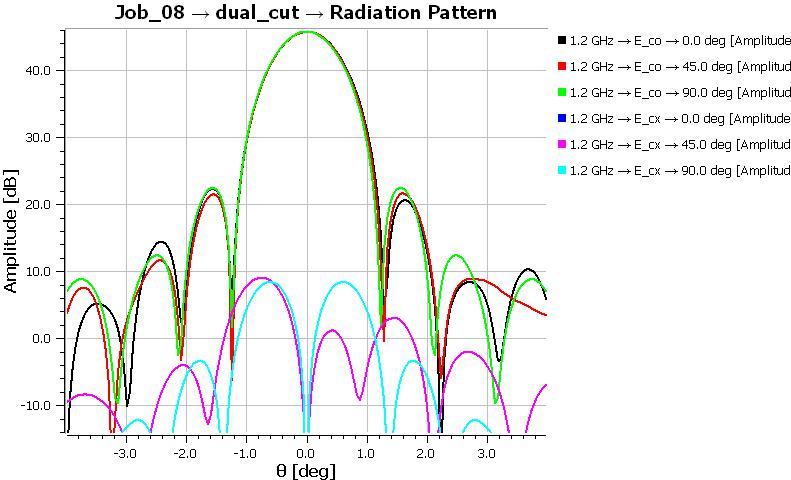 Job_08 → dual_cut → Radiation Pattern
Amplitude [dB]
40.0
30.0
20.0
10.0
0.0
-10.0
-3.0 -2.0 -1.0 0.0 1.0 2.0 3.0
θ [deg]
1.2 GHz → E_co → 0.0 deg [Amplitude
1.2 GHz → E_co → 45.0 deg [Amplitud
1.2 GHz → E_co → 90.0 deg [Amplitud
1.2 GHz → E_cx → 0.0 deg [Amplitude
1.2 GHz → E_cx → 45.0 deg [Amplitud
1.2 GHz → E_cx → 90.0 deg [Amplitud